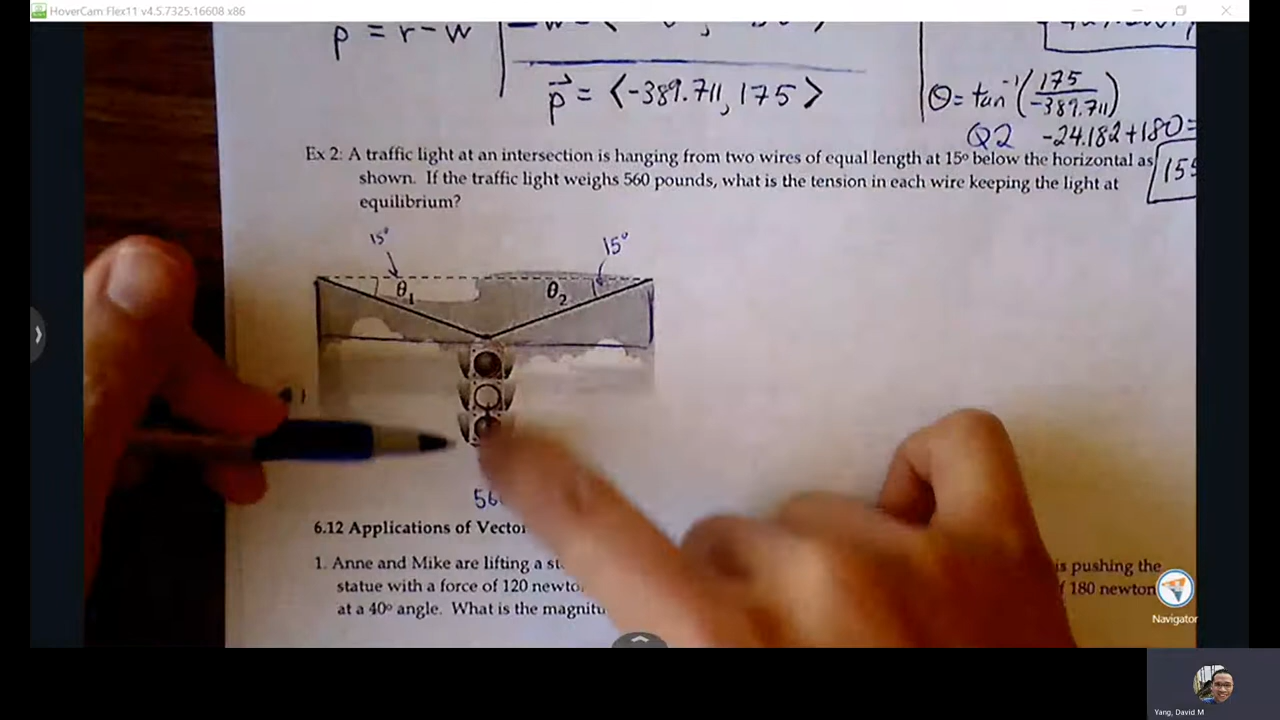 HoverCam Flex11 v4.5.7325.16608 x86
p = r - w
p = ⟨-389.711, 175⟩
θ = tan⁻¹(175/-389.711)
Q2 -24.182+180=
Ex 2: A traffic light at an intersection is hanging from two wires of equal length at 15º below the horizontal as
shown. If the traffic light weighs 560 pounds, what is the tension in each wire keeping the light at
equilibrium?
15°
15°
θ1
θ2
56
6.12 Applications of Vector
1. Anne and Mike are lifting a st
is pushing the
statue with a force of 120 newto
180 newton
at a 40º angle. What is the magnitu
Navigator
Yang, David M